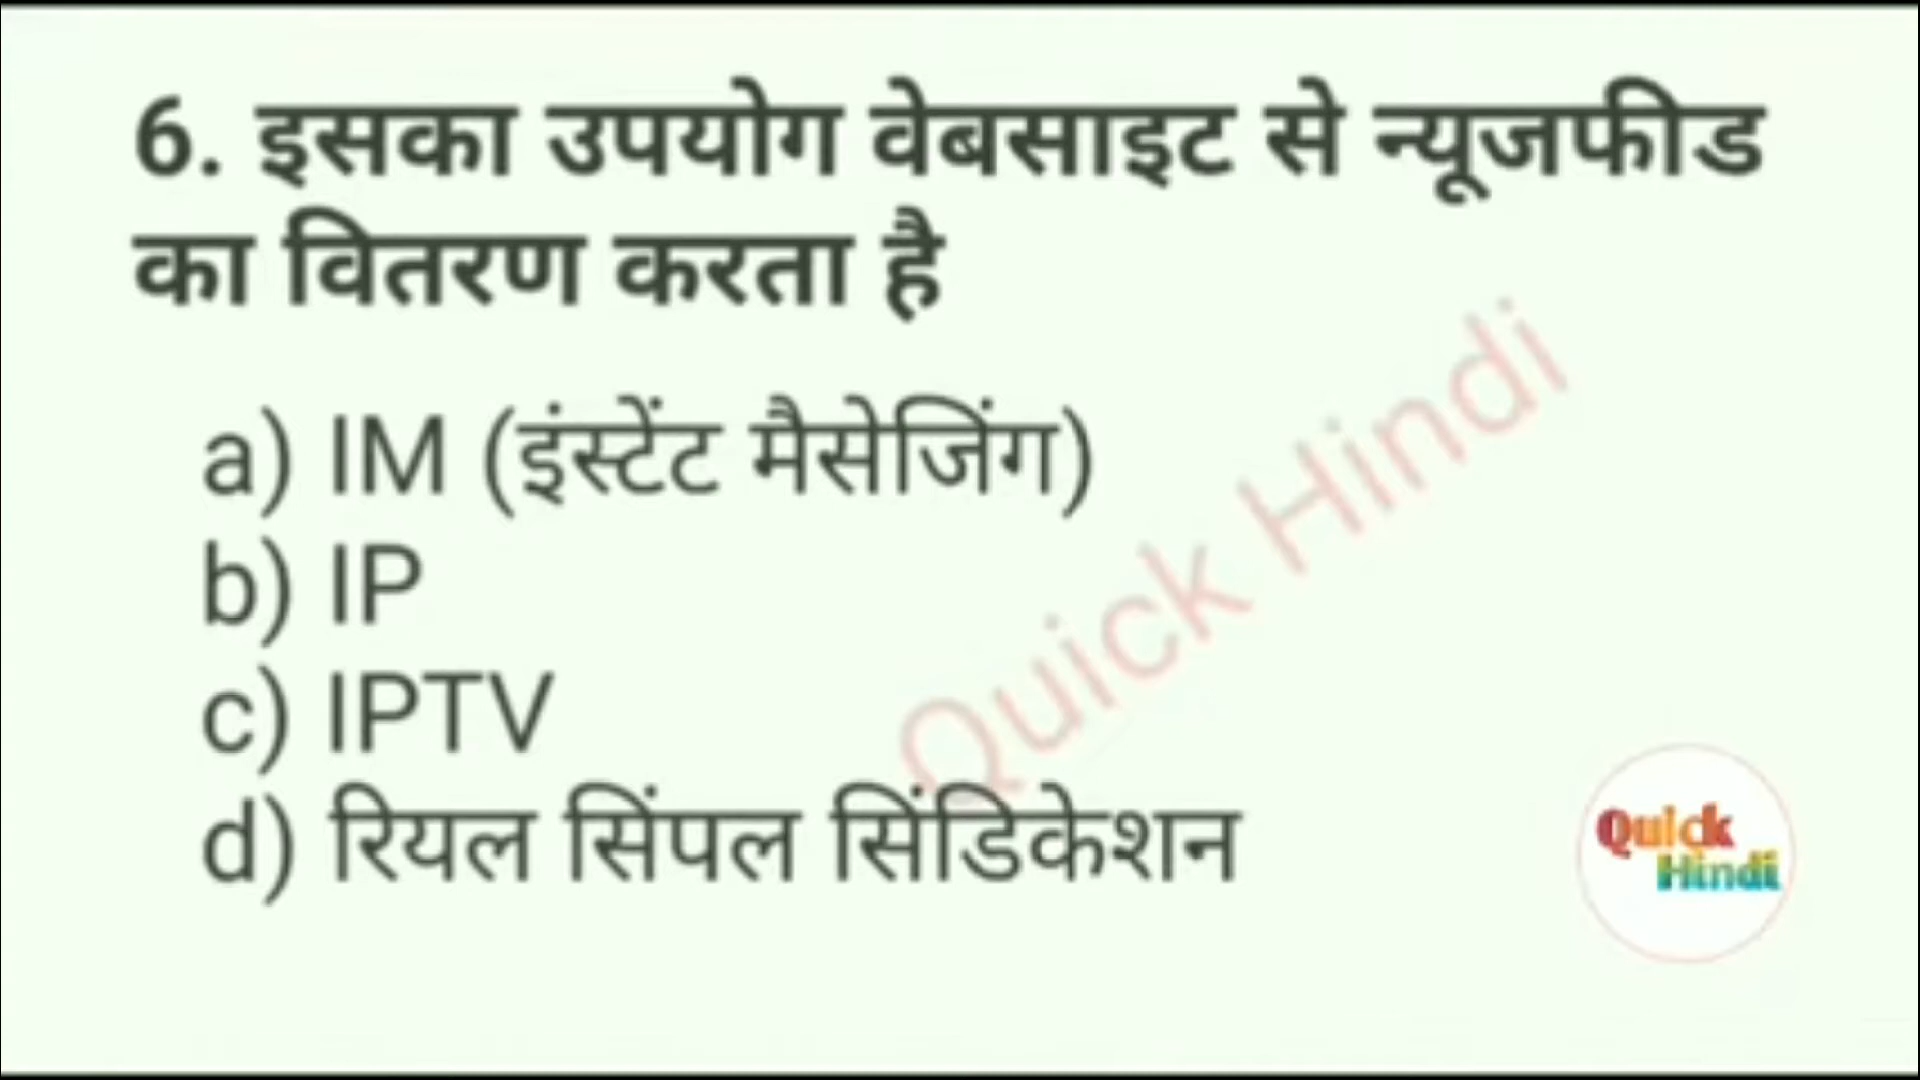 6. इसका उपयोग वेबसाइट से न्यूजफीड
का वितरण करता है
a) IM (इंस्टेंट मैसेजिंग)
b) IP
c) IPTV
d) रियल सिंपल सिंडिकेशन
Quick Hindi
Quick
Hindi